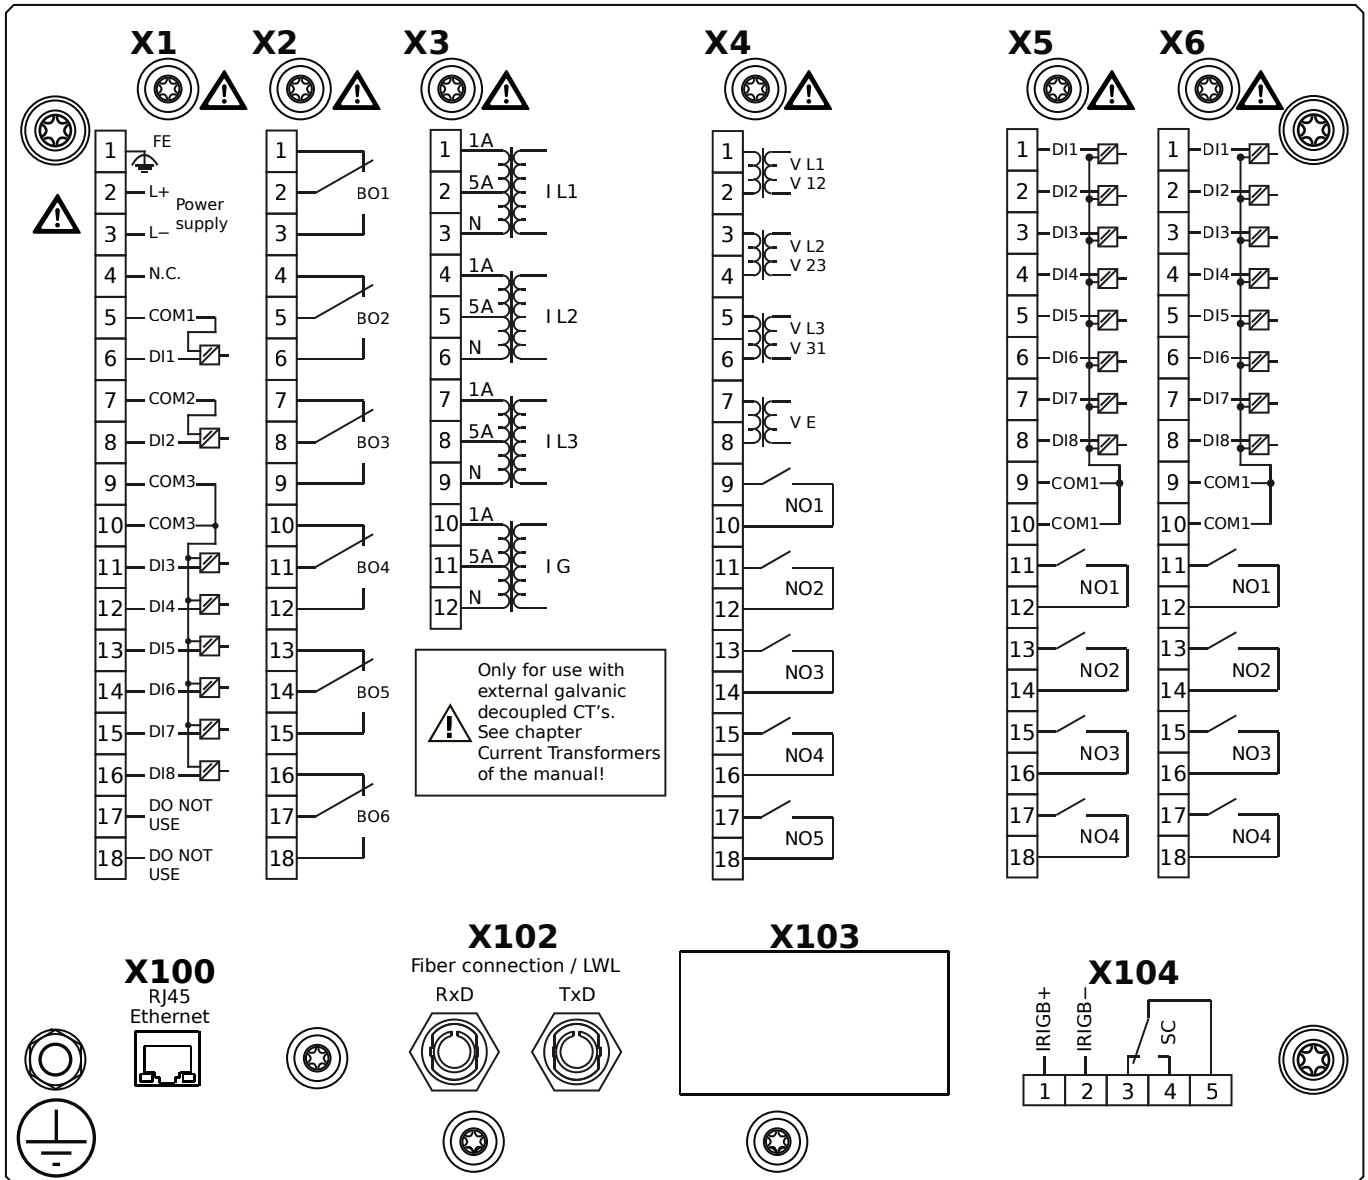 X1
1 FE
2 L+
Power
supply
3 L−
4 N.C.
5 COM1
6 DI1
7 COM2
8 DI2
9 COM3
10 COM3
11 DI3
12 DI4
13 DI5
14 DI6
15 DI7
16 DI8
17 DO NOT
USE
18 DO NOT
USE
X2
1
2 BO1
3
4
5 BO2
6
7
8 BO3
9
10
11 BO4
12
13
14 BO5
15
16
17 BO6
18
X3
1 1A
2 5A I L1
3 N
4 1A
5 5A I L2
6 N
7 1A
8 5A I L3
9 N
10 1A
11 5A I G
12 N
Only for use with
external galvanic
decoupled CT's.
See chapter
Current Transformers
of the manual!
X4
1 V L1
2 V 12
3 V L2
4 V 23
5 V L3
6 V 31
7
V E
8
9
NO1
10
11
NO2
12
13
NO3
14
15
NO4
16
17
NO5
18
X5
1 DI1
2 DI2
3 DI3
4 DI4
5 DI5
6 DI6
7 DI7
8 DI8
9 COM1
10 COM1
11
NO1
12
13
NO2
14
15
NO3
16
17
NO4
18
X6
1 DI1
2 DI2
3 DI3
4 DI4
5 DI5
6 DI6
7 DI7
8 DI8
9 COM1
10 COM1
11
NO1
12
13
NO2
14
15
NO3
16
17
NO4
18
X100
RJ45
Ethernet
X102
Fiber connection / LWL
RxD TxD
X103
X104
IRIGB+
IRIGB−
SC
1 2 3 4 5